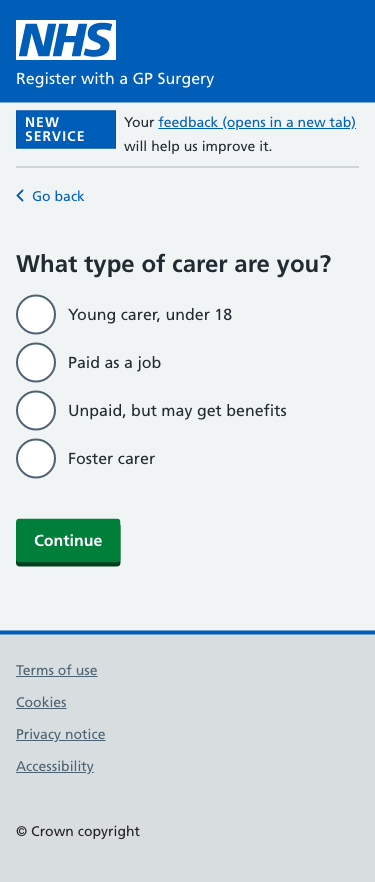 NHS
Register with a GP Surgery
NEW
SERVICE
Your feedback (opens in a new tab)
will help us improve it.
Go back
What type of carer are you?
Young carer, under 18
Paid as a job
Unpaid, but may get benefits
Foster carer
Continue
Terms of use
Cookies
Privacy notice
Accessibility
© Crown copyright